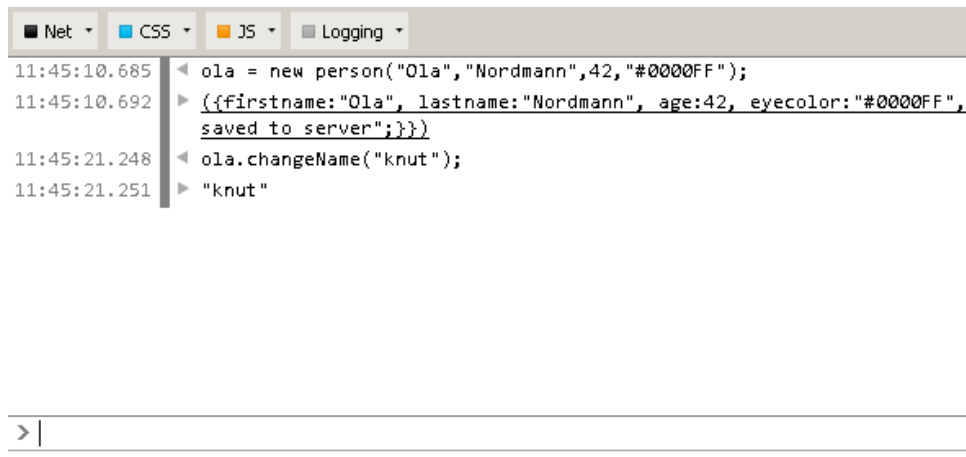 Net CSS JS Logging
11:45:10.685 ola = new person("Ola","Nordmann",42,"#0000FF");
11:45:10.692 ({firstname:"Ola", lastname:"Nordmann", age:42, eyecolor:"#0000FF",
saved to server";}})
11:45:21.248 ola.changeName("knut");
11:45:21.251 "knut"
>